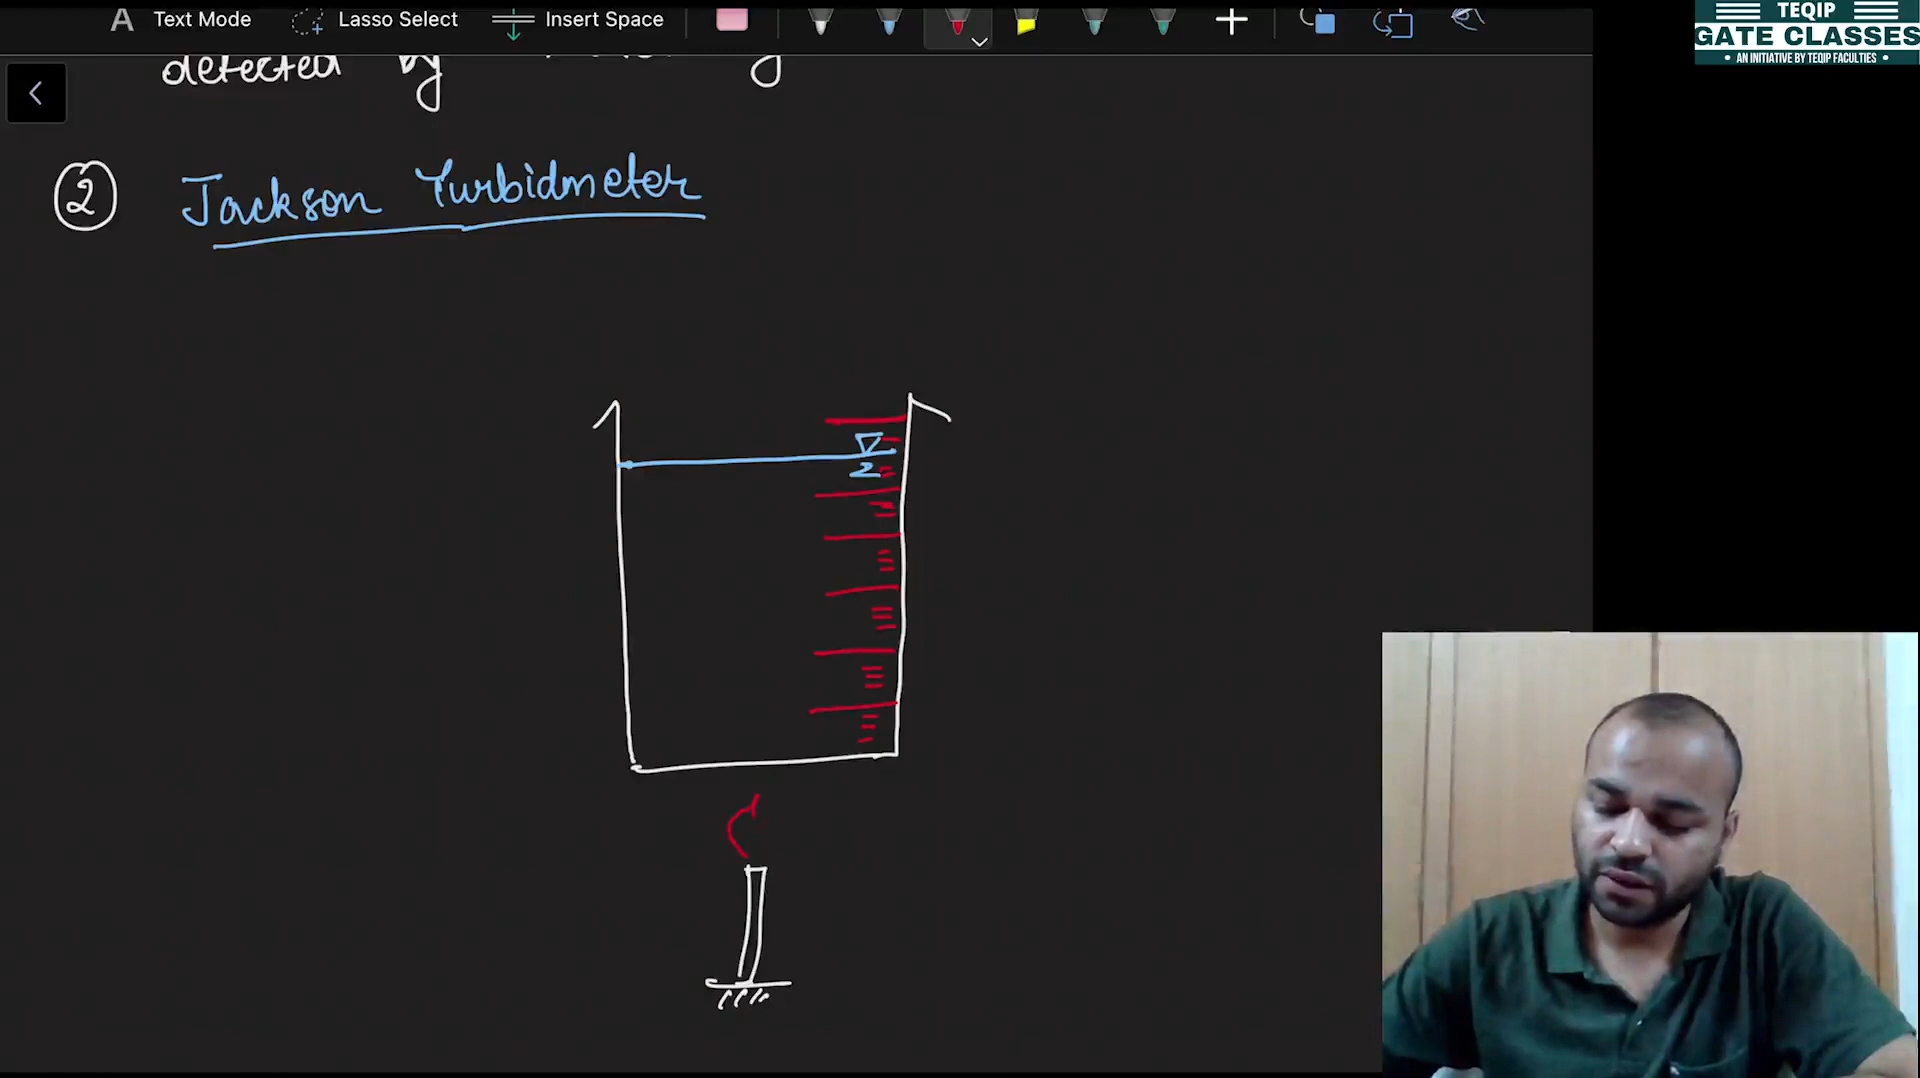 Text Mode
Lasso Select
Insert Space
TEQIP
GATE CLASSES
• AN INITIATIVE BY TEQIP FACULTIES •
detected by
② Jackson Turbidmeter